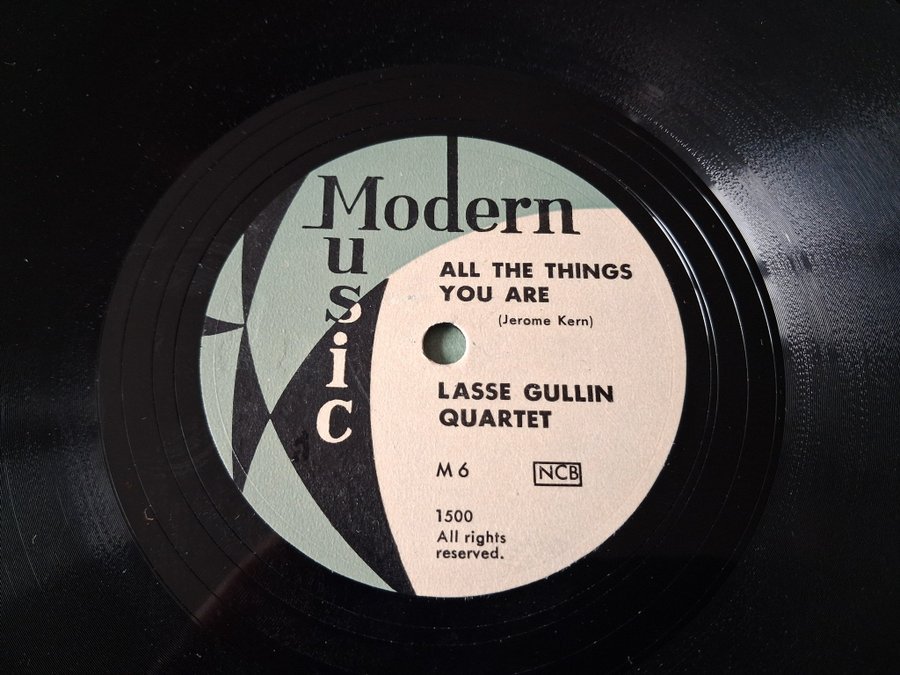 Modern
Music
ALL THE THINGS
YOU ARE
(Jerome Kern)
LASSE GULLIN
QUARTET
M 6 NCB
1500
All rights
reserved.